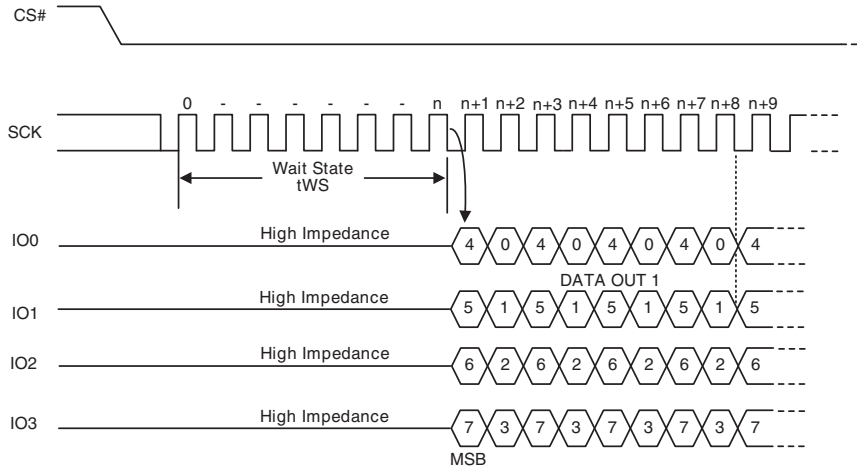 CS#
0 - - - - - - n n+1 n+2 n+3 n+4 n+5 n+6 n+7 n+8 n+9
SCK
Wait State
tWS
IO0 High Impedance 4 0 4 0 4 0 4 0 4
DATA OUT 1
IO1 High Impedance 5 1 5 1 5 1 5 1 5
IO2 High Impedance 6 2 6 2 6 2 6 2 6
IO3 High Impedance 7 3 7 3 7 3 7 3 7
MSB